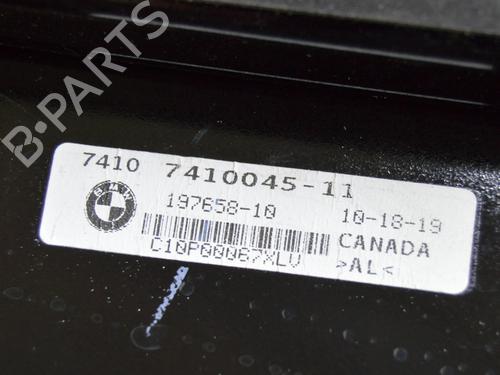 B-PARTS
7410 7410045-11
197658-10 10-18-19
C10P00067XLV CANADA
>AL<